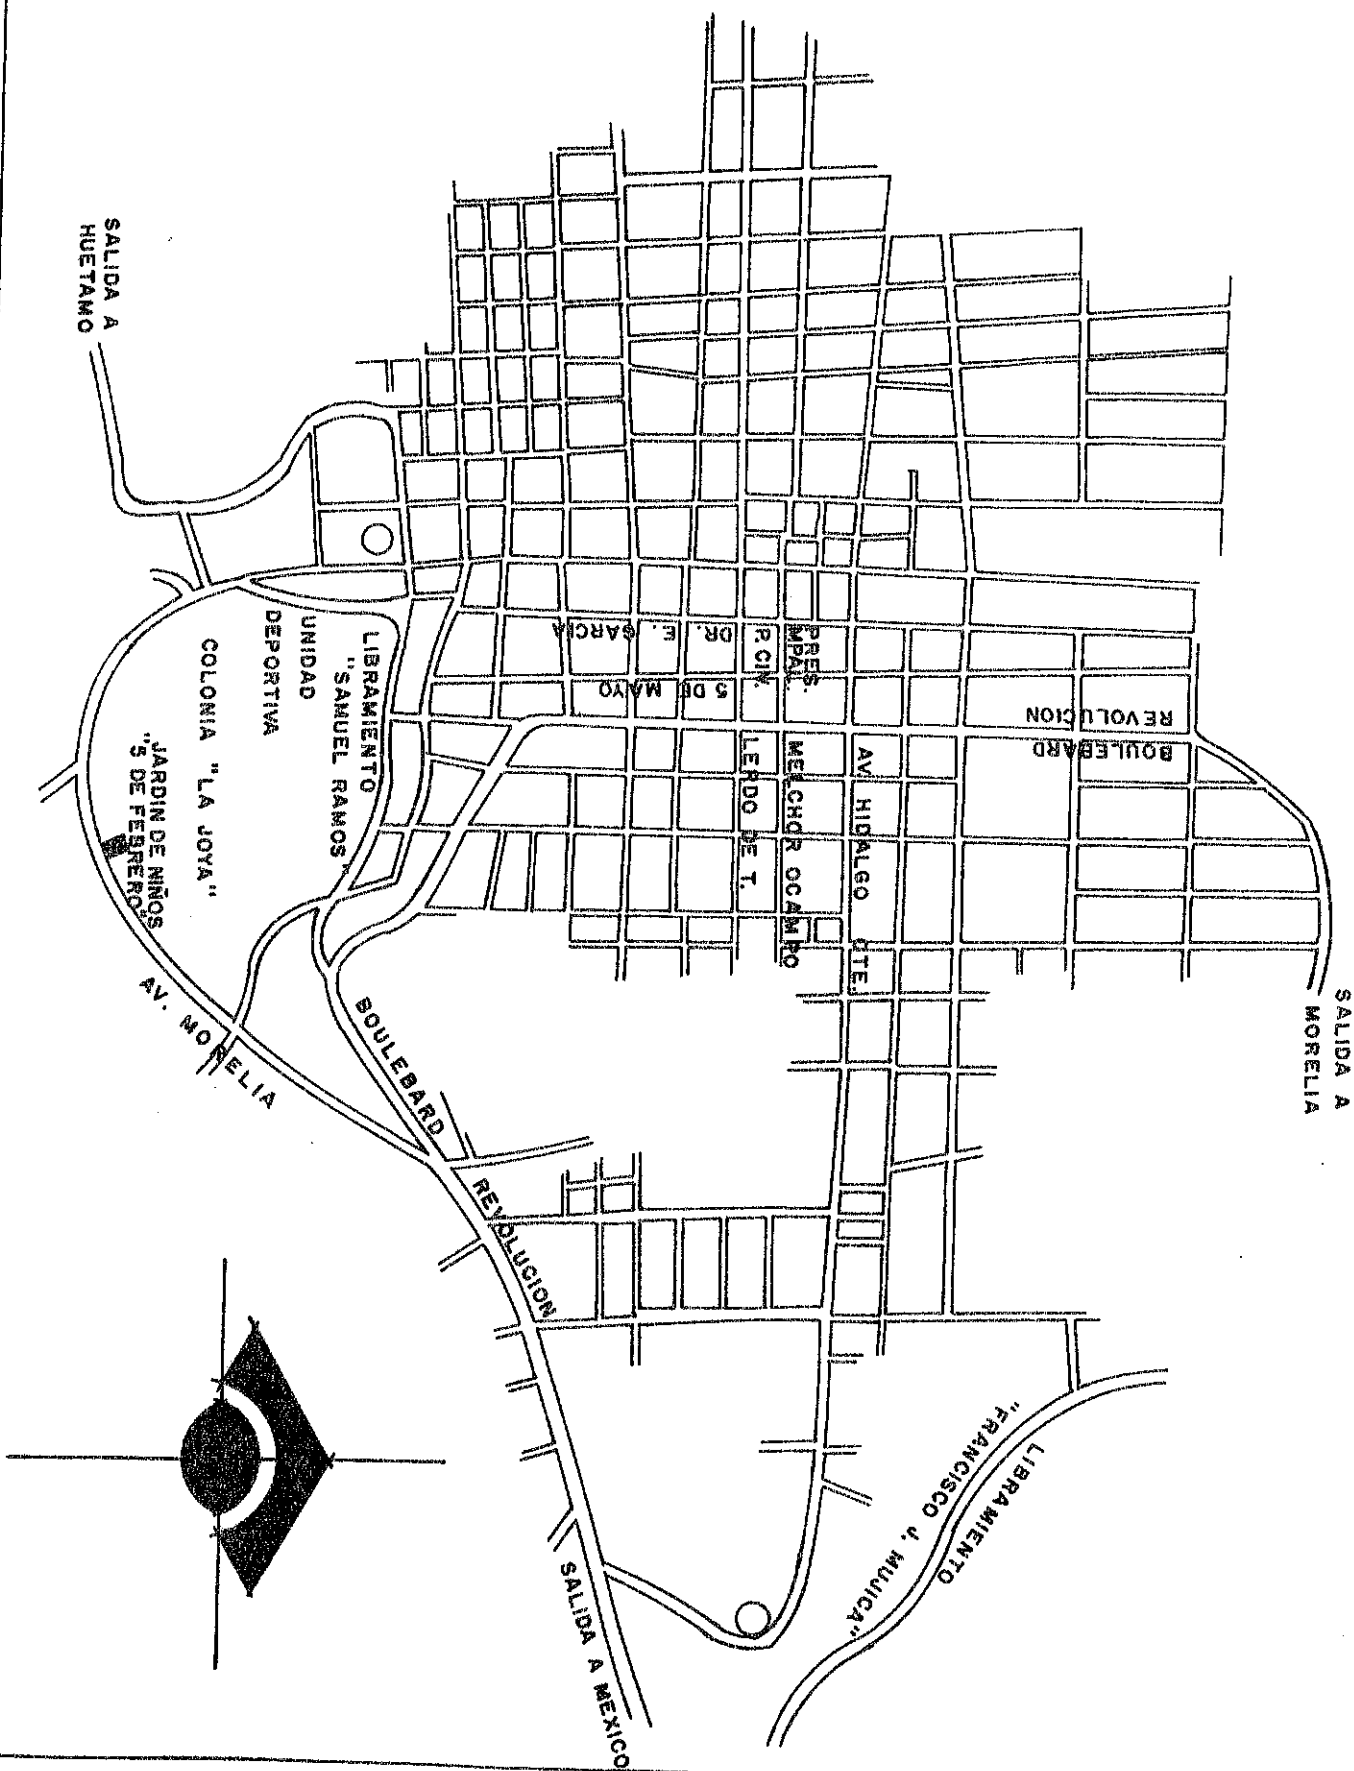 SALIDA A
MORELIA
BOULEBARD
REVOLUCION
LIBRAMIENTO
"FRANCISCO J. MUJICA"
AV. HIDALGO OTE.
PRES.
MPAL.
MELCHOR OCAMPO
P. CIV.
LERDO DE T.
DR. E. GARCIA
5 DE MAYO
SALIDA A
HUETAMO
LIBRAMIENTO
"SAMUEL RAMOS"
UNIDAD
DEPORTIVA
COLONIA "LA JOYA"
JARDIN DE NIÑOS
"5 DE FEBRERO"
AV. MORELIA
BOULEBARD REVOLUCION
SALIDA A MEXICO